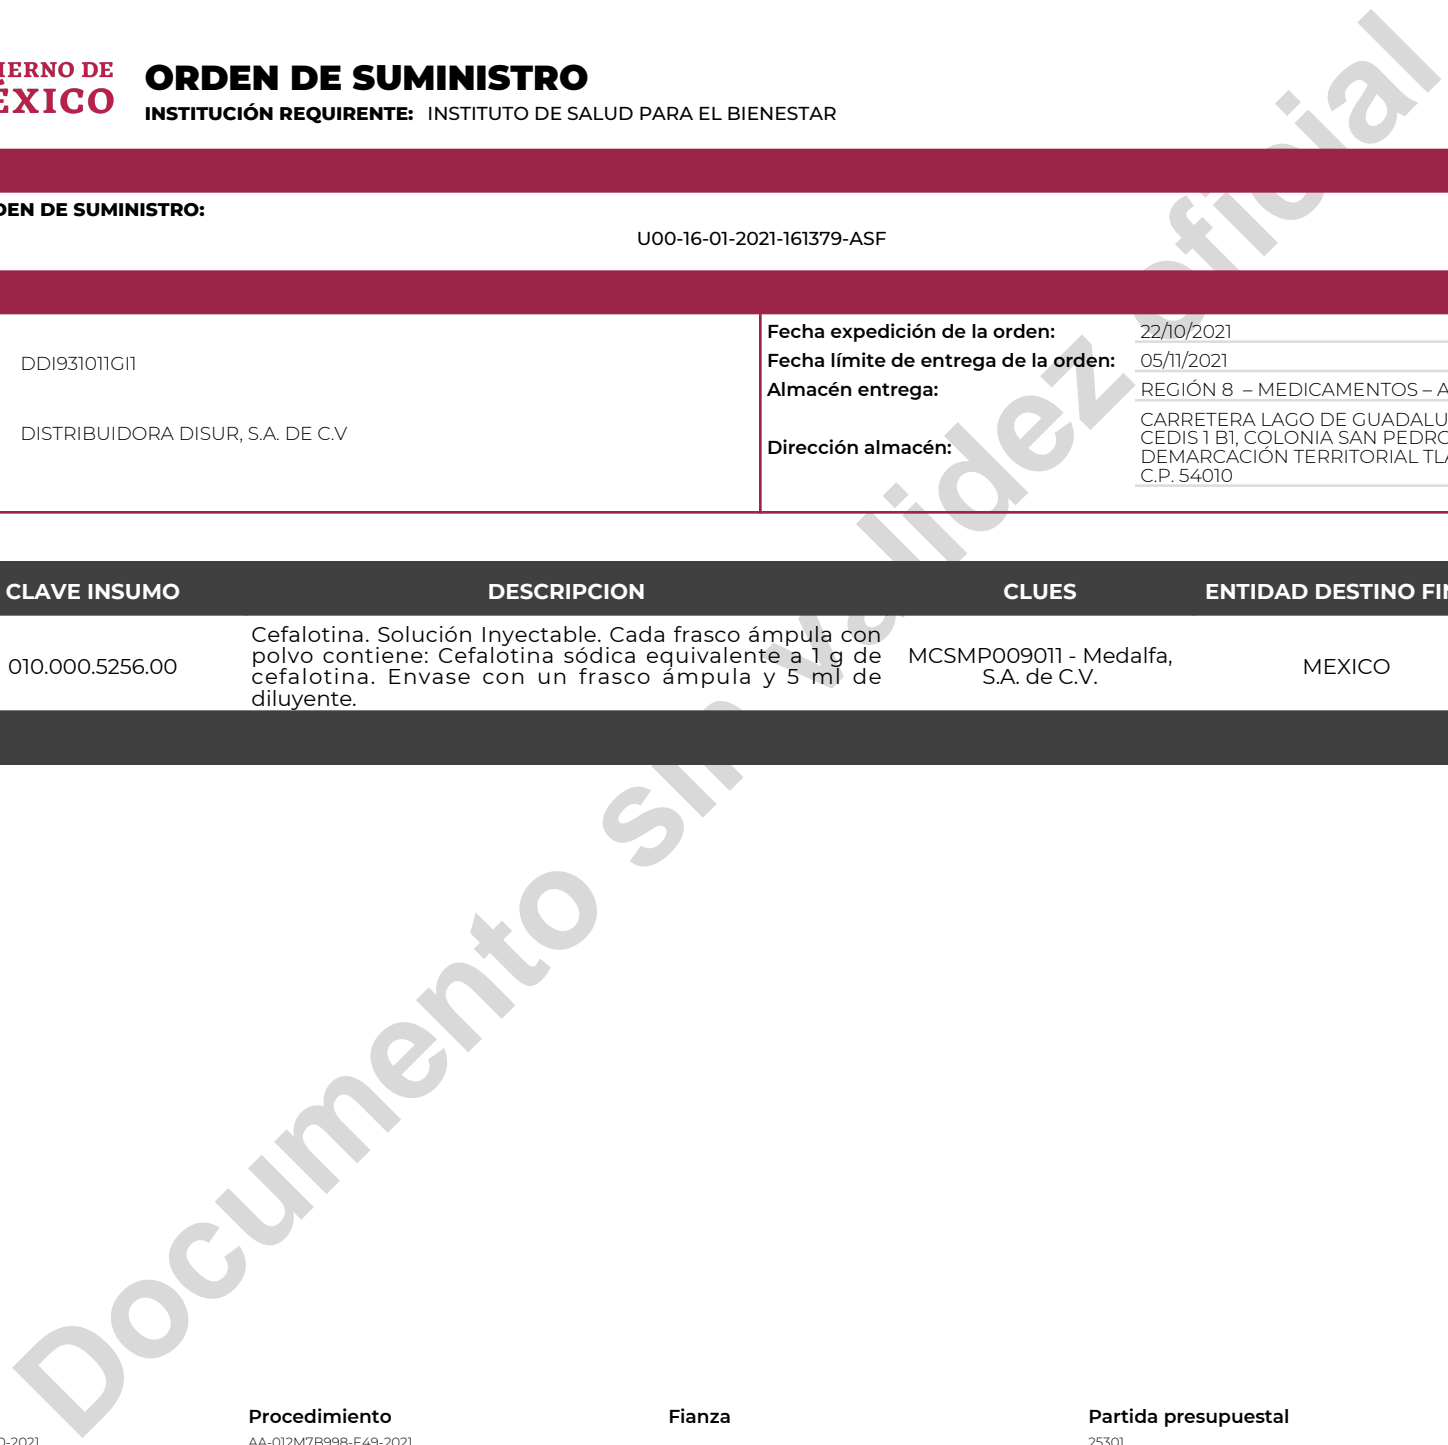 ORDEN DE SUMINISTRO
INSTITUCIÓN REQUIRENTE: INSTITUTO DE SALUD PARA EL BIENESTAR
IERNO DE
ÉXICO
DEN DE SUMINISTRO:
U00-16-01-2021-161379-ASF
DDI931011GI1
DISTRIBUIDORA DISUR, S.A. DE C.V
Fecha expedición de la orden: 22/10/2021
Fecha límite de entrega de la orden: 05/11/2021
Almacén entrega: REGIÓN 8 – MEDICAMENTOS – A
Dirección almacén:
CARRETERA LAGO DE GUADALU
CEDIS 1 B1, COLONIA SAN PEDRO
DEMARCACIÓN TERRITORIAL TLA
C.P. 54010
CLAVE INSUMO DESCRIPCION CLUES ENTIDAD DESTINO FIN
010.000.5256.00
Cefalotina. Solución Inyectable. Cada frasco ámpula con
polvo contiene: Cefalotina sódica equivalente a 1 g de
cefalotina. Envase con un frasco ámpula y 5 ml de
diluyente.
MCSMP009011 - Medalfa,
S.A. de C.V.
MEXICO
Documento sin validez oficial
Procedimiento Fianza Partida presupuestal
0-2021 AA-012M7B998-E49-2021 25301